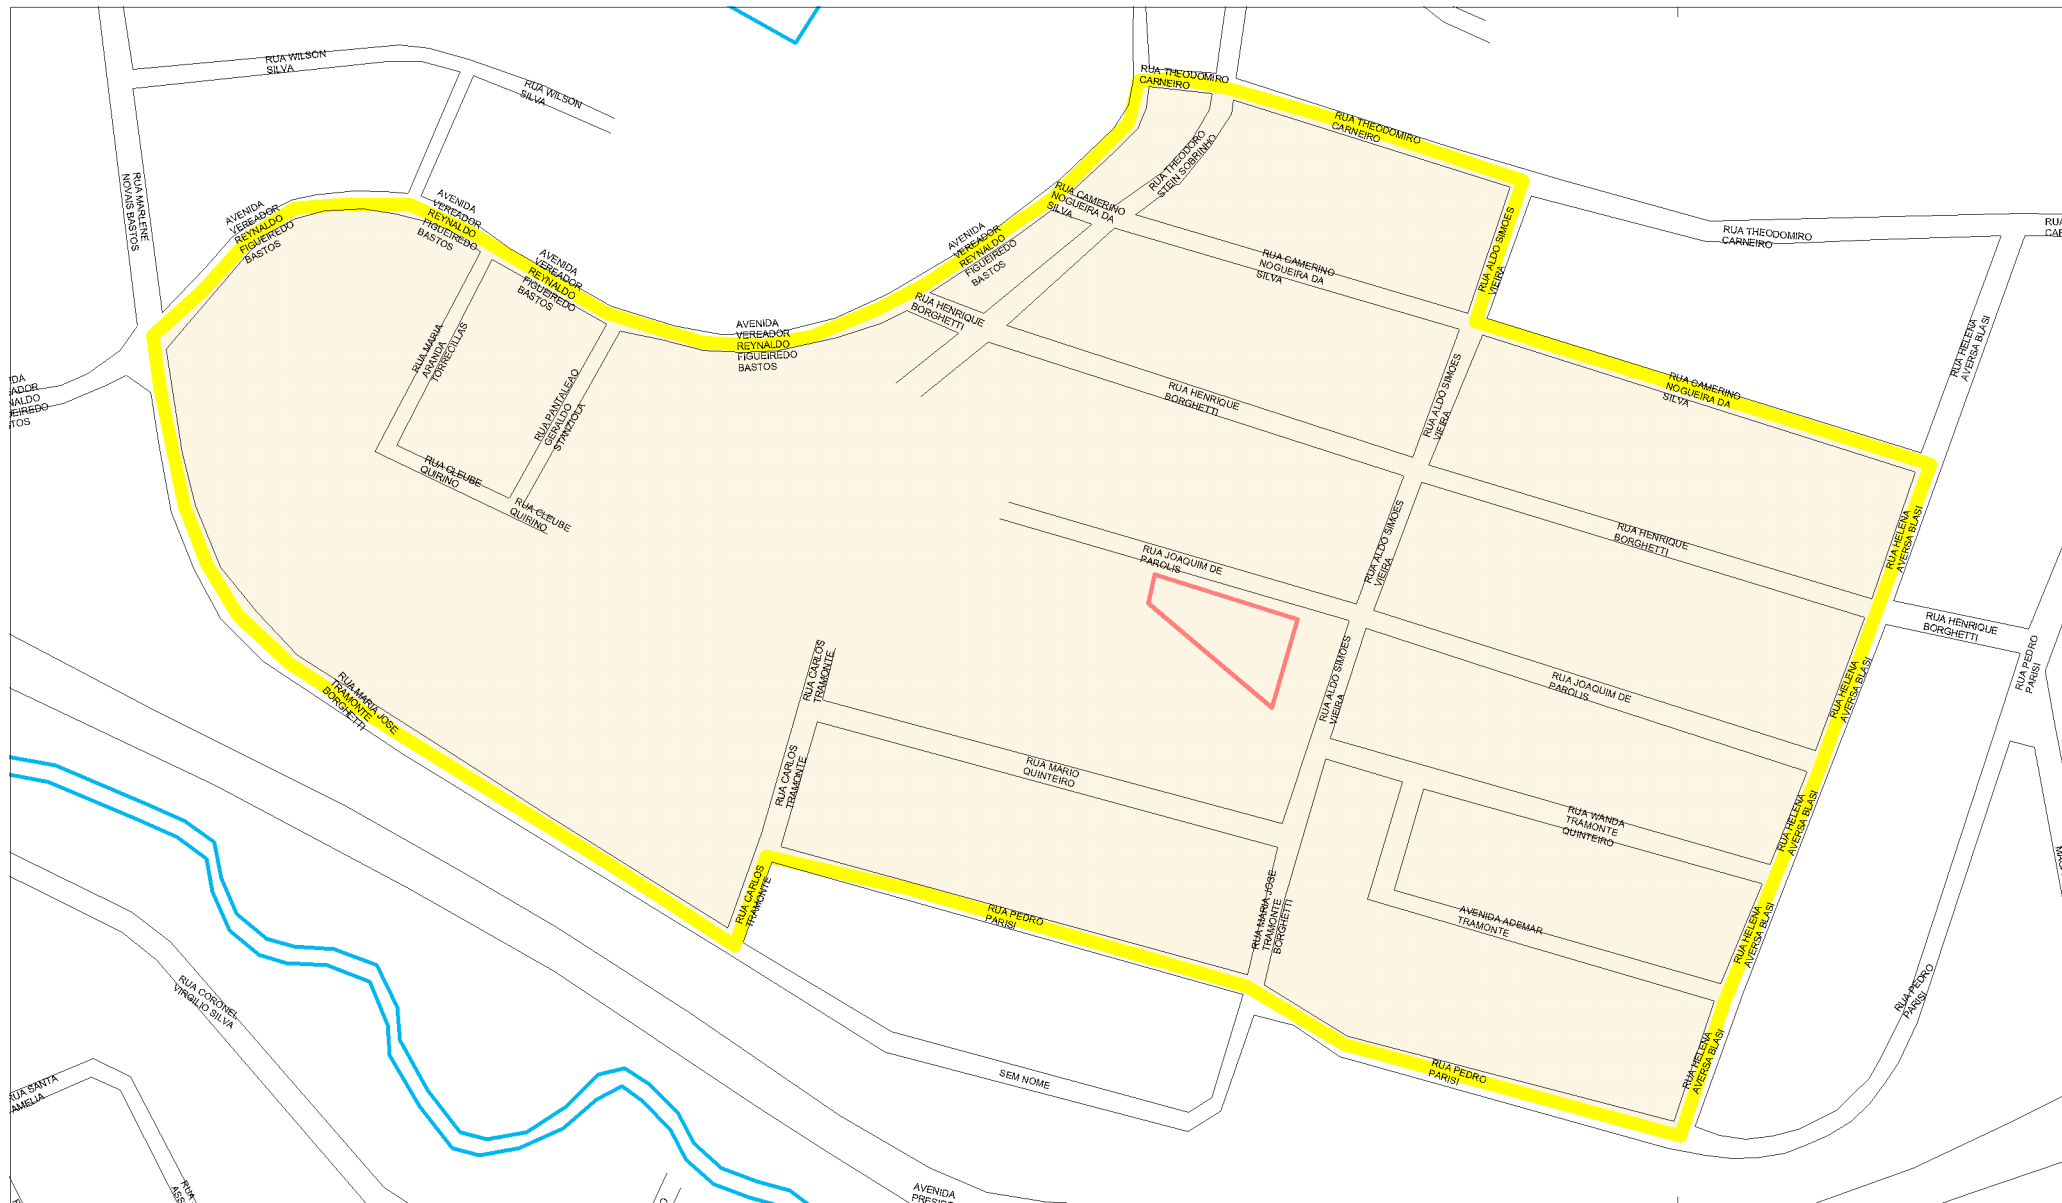 RUA WILSON
SILVA
RUA WILSON
SILVA
RUA MARLENE
NOVAIS BASTOS
AVENIDA
VEREADOR
REYNALDO
FIGUEIREDO
BASTOS
AVENIDA
VEREADOR
REYNALDO
FIGUEIREDO
BASTOS
AVENIDA
VEREADOR
REYNALDO
FIGUEIREDO
BASTOS
AVENIDA
VEREADOR
REYNALDO
FIGUEIREDO
BASTOS
AVENIDA
VEREADOR
REYNALDO
FIGUEIREDO
BASTOS
RUA THEODOMIRO
CARNEIRO
RUA THEODOMIRO
CARNEIRO
RUA THEODOMIRO
CARNEIRO
RUA THEODORO
STEIN SOBRINHO
RUA CAMERINO
NOGUEIRA DA
SILVA
RUA CAMERINO
NOGUEIRA DA
SILVA
RUA CAMERINO
NOGUEIRA DA
SILVA
RUA ALDO SIMOES
VIEIRA
RUA ALDO SIMOES
VIEIRA
RUA ALDO SIMOES
VIEIRA
RUA ALDO SIMOES
VIEIRA
RUA HENRIQUE
BORGHETTI
RUA HENRIQUE
BORGHETTI
RUA HENRIQUE
BORGHETTI
RUA HENRIQUE
BORGHETTI
RUA HELENA
AVERSA BLASI
RUA HELENA
AVERSA BLASI
RUA HELENA
AVERSA BLASI
RUA HELENA
AVERSA BLASI
RUA HELENA
AVERSA BLASI
RUA HELENA
AVERSA BLASI
RUA MARIA
ARANDA
TORRECILLAS
RUA PANTALEAO
GERALDO
STANZIOLA
RUA CLEUBE
QUIRINO
RUA CLEUBE
QUIRINO
RUA JOAQUIM DE
PAROLIS
RUA JOAQUIM DE
PAROLIS
RUA CARLOS
TRAMONTE
RUA CARLOS
TRAMONTE
RUA CARLOS
TRAMONTE
RUA MARIO
QUINTEIRO
RUA WANDA
TRAMONTE
QUINTEIRO
AVENIDA ADEMAR
TRAMONTE
RUA MARIA JOSE
TRAMONTE
BORGHETTI
RUA MARIA JOSE
TRAMONTE
BORGHETTI
RUA PEDRO
PARISI
RUA PEDRO
PARISI
RUA PEDRO
PARISI
RUA PEDRO
PARISI
SEM NOME
RUA CORONEL
VIRGILIO SILVA
RUA SANTA
AMELIA
AVENIDA